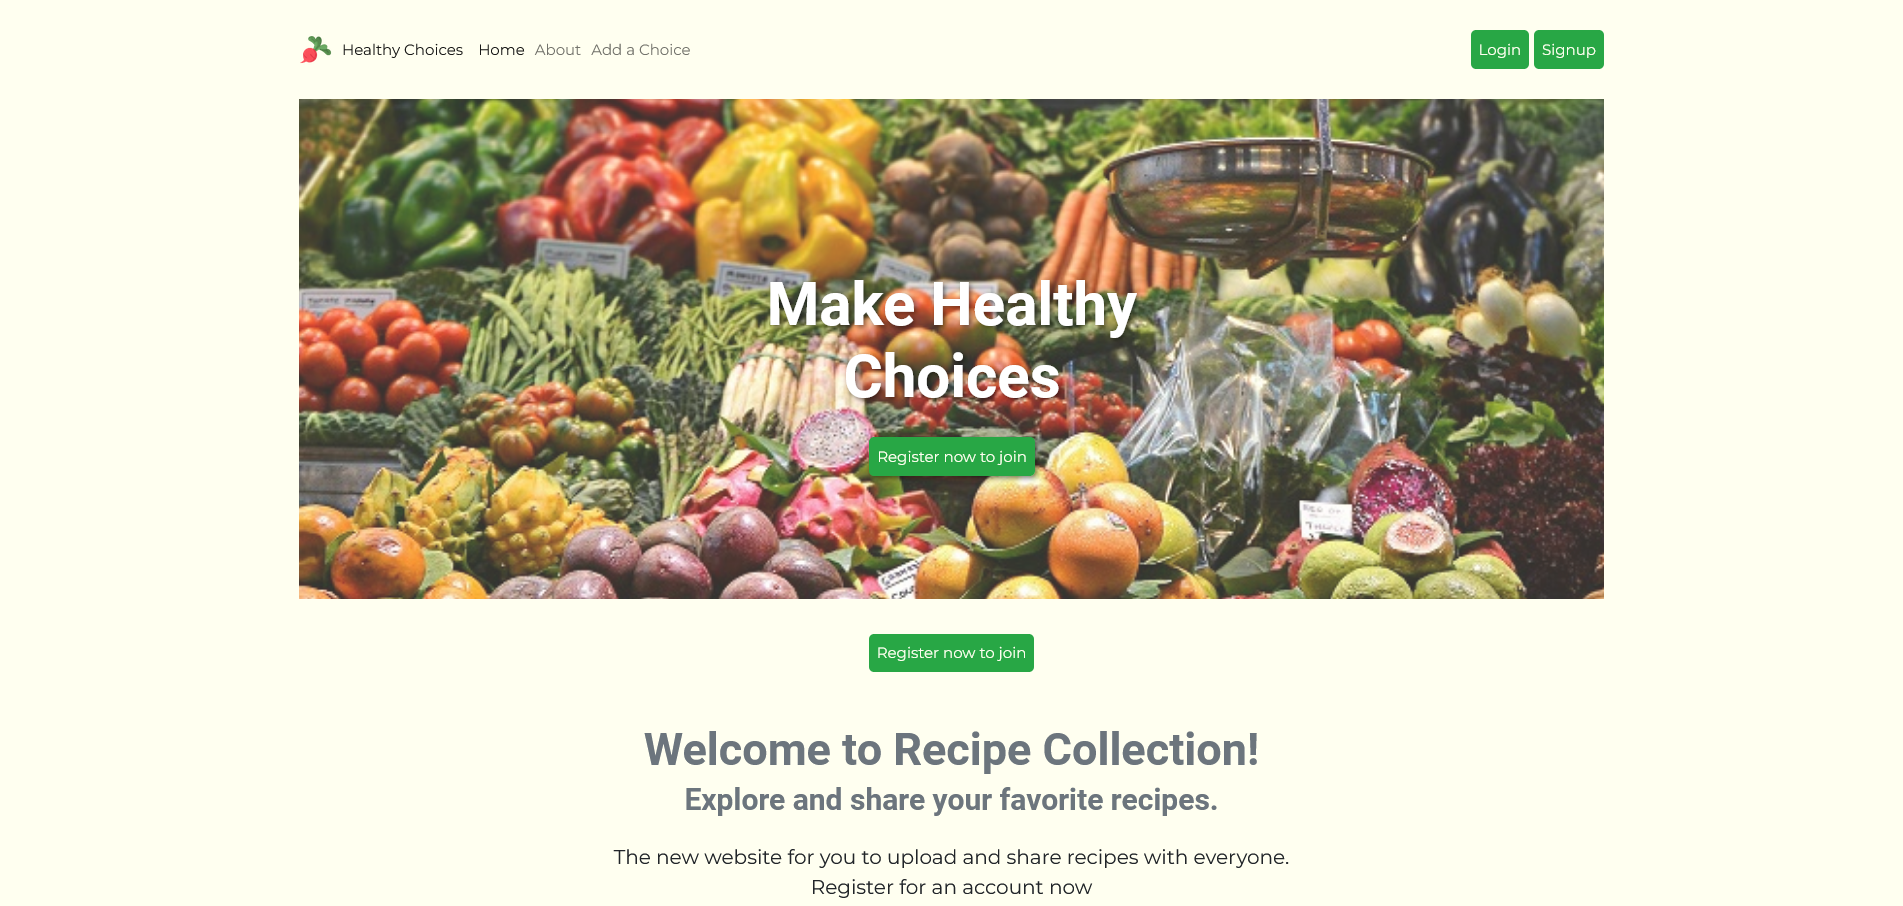 Healthy Choices Home About Add a Choice Login Signup
Make Healthy
Choices
Register now to join
Register now to join
Welcome to Recipe Collection!
Explore and share your favorite recipes.
The new website for you to upload and share recipes with everyone.
Register for an account now